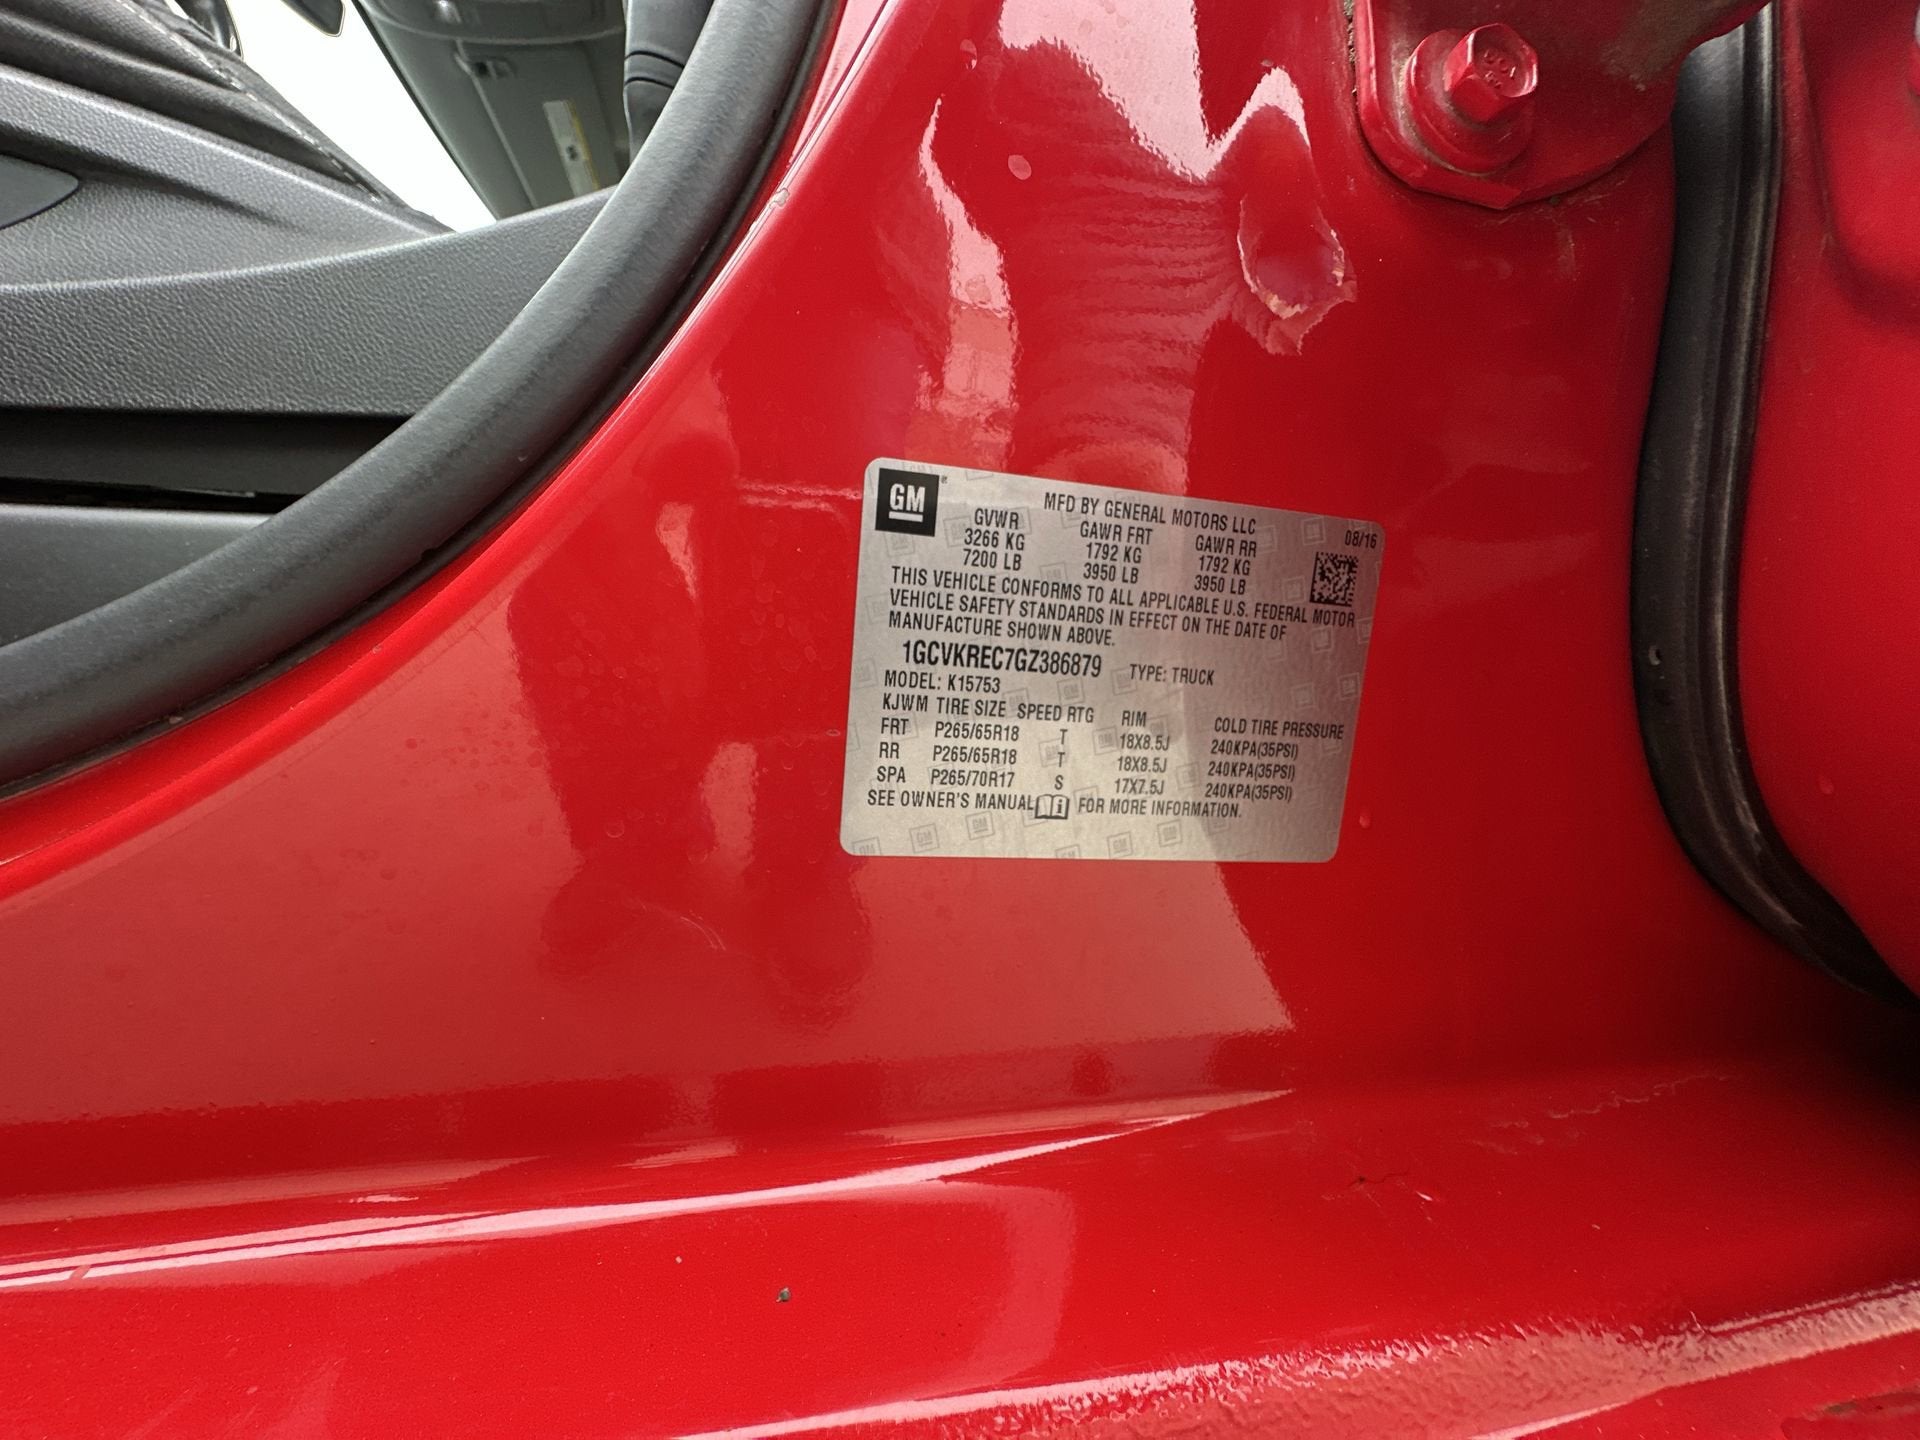 GM
MFD BY GENERAL MOTORS LLC
08/16
GVWR GAWR FRT GAWR RR
3266 KG 1792 KG 1792 KG
7200 LB 3950 LB 3950 LB
THIS VEHICLE CONFORMS TO ALL APPLICABLE U.S. FEDERAL MOTOR
VEHICLE SAFETY STANDARDS IN EFFECT ON THE DATE OF
MANUFACTURE SHOWN ABOVE.
1GCVKREC7GZ386879 TYPE: TRUCK
MODEL: K15753
KJWM TIRE SIZE SPEED RTG RIM COLD TIRE PRESSURE
FRT P265/65R18 T 18X8.5J 240KPA(35PSI)
RR P265/65R18 T 18X8.5J 240KPA(35PSI)
SPA P265/70R17 S 17X7.5J 240KPA(35PSI)
SEE OWNER'S MANUAL FOR MORE INFORMATION.